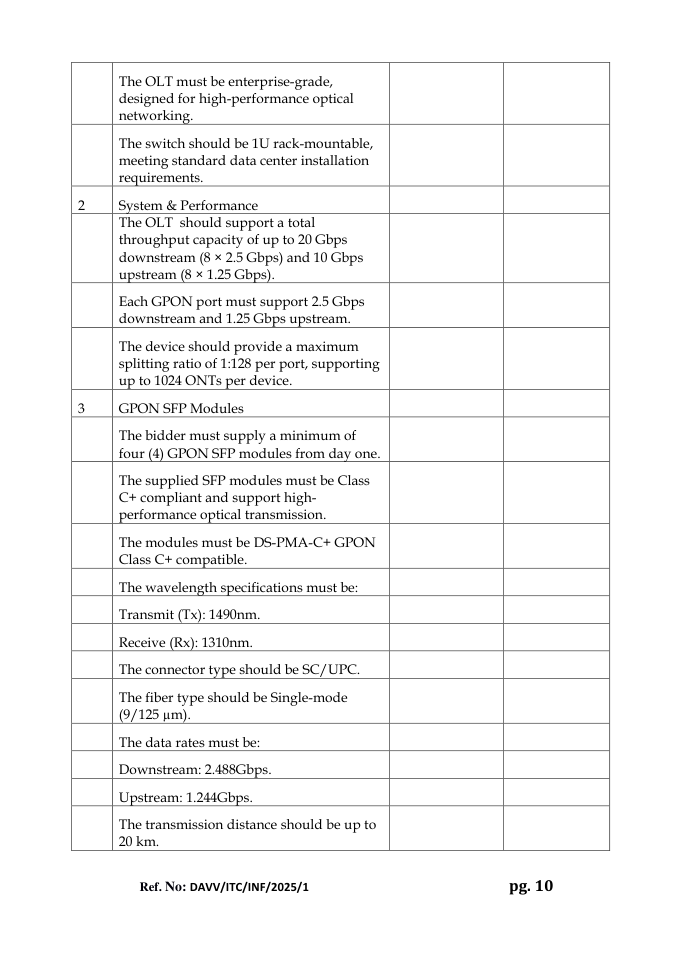 The OLT must be enterprise-grade,
designed for high-performance optical
networking.
The switch should be 1U rack-mountable,
meeting standard data center installation
requirements.
2 System & Performance
The OLT  should support a total
throughput capacity of up to 20 Gbps
downstream (8 × 2.5 Gbps) and 10 Gbps
upstream (8 × 1.25 Gbps).
Each GPON port must support 2.5 Gbps
downstream and 1.25 Gbps upstream.
The device should provide a maximum
splitting ratio of 1:128 per port, supporting
up to 1024 ONTs per device.
3 GPON SFP Modules
The bidder must supply a minimum of
four (4) GPON SFP modules from day one.
The supplied SFP modules must be Class
C+ compliant and support high-
performance optical transmission.
The modules must be DS-PMA-C+ GPON
Class C+ compatible.
The wavelength specifications must be:
Transmit (Tx): 1490nm.
Receive (Rx): 1310nm.
The connector type should be SC/UPC.
The fiber type should be Single-mode
(9/125 µm).
The data rates must be:
Downstream: 2.488Gbps.
Upstream: 1.244Gbps.
The transmission distance should be up to
20 km.
Ref. No: DAVV/ITC/INF/2025/1 pg. 10